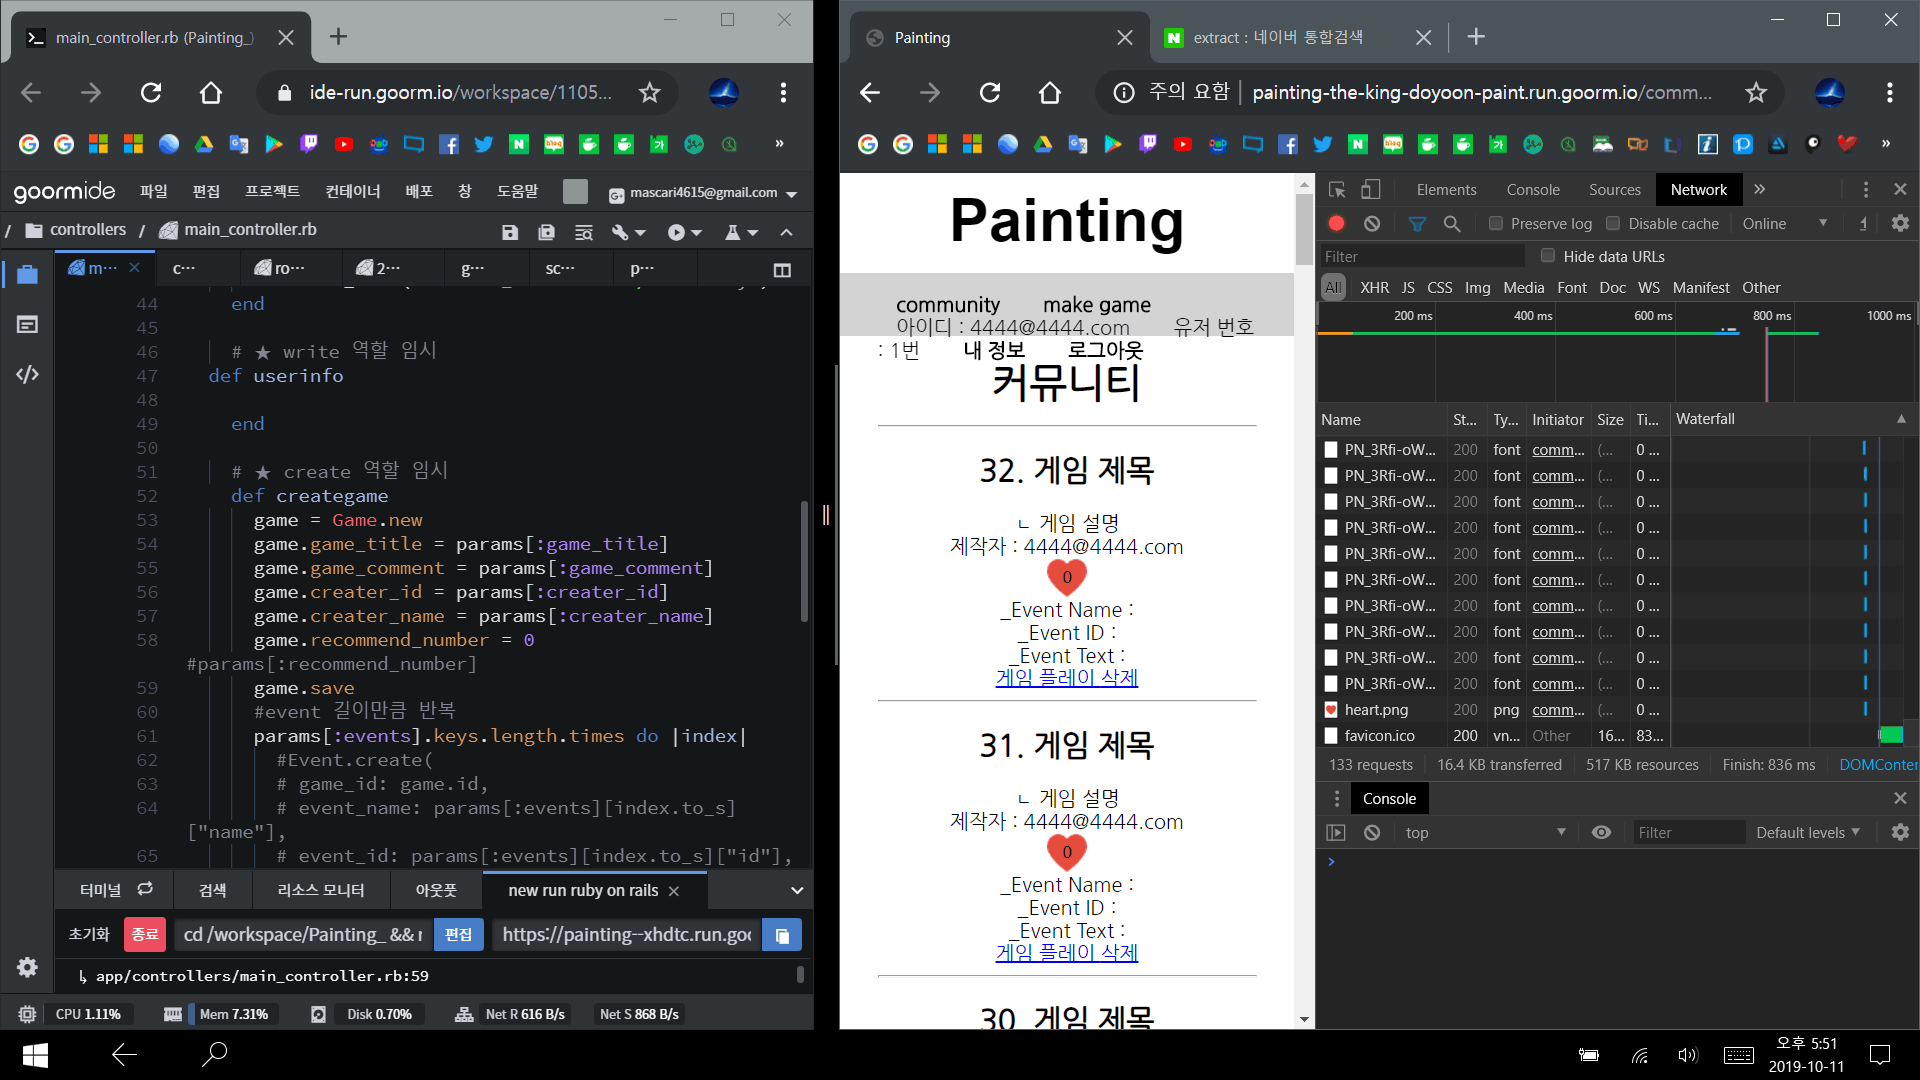 main_controller.rb (Painting_)
ide-run.goorm.io/workspace/1105...
goormide 파일 편집 프로젝트 컨테이너 배포 창 도움말 mascari4615@gmail.com
/ controllers / main_controller.rb
m··· c··· ro··· 2··· g··· sc··· p···
44 end
45
46 # ★ write 역할 임시
47 def userinfo
48
49 end
50
51 # ★ create 역할 임시
52 def creategame
53 game = Game.new
54 game.game_title = params[:game_title]
55 game.game_comment = params[:game_comment]
56 game.creater_id = params[:creater_id]
57 game.creater_name = params[:creater_name]
58 game.recommend_number = 0
#params[:recommend_number]
59 game.save
60 #event 길이만큼 반복
61 params[:events].keys.length.times do |index|
62 #Event.create(
63 # game_id: game.id,
64 # event_name: params[:events][index.to_s]
["name"],
65 # event_id: params[:events][index.to_s]["id"],
터미널 검색 리소스 모니터 아웃풋 new run ruby on rails
초기화 종료 cd /workspace/Painting_ && r 편집 https://painting--xhdtc.run.goo
↳ app/controllers/main_controller.rb:59
CPU 1.11% Mem 7.31% Disk 0.70% Net R 616 B/s Net S 868 B/s
Painting
extract : 네이버 통합검색
주의 요함 painting-the-king-doyoon-paint.run.goorm.io/comm...
Painting
community make game
아이디 : 4444@4444.com 유저 번호
: 1번 내 정보 로그아웃
커뮤니티
32. 게임 제목
ㄴ 게임 설명
제작자 : 4444@4444.com
0
_Event Name :
_Event ID :
_Event Text :
게임 플레이 삭제
31. 게임 제목
ㄴ 게임 설명
제작자 : 4444@4444.com
0
_Event Name :
_Event ID :
_Event Text :
게임 플레이 삭제
30. 게임 제목
Elements Console Sources Network
Preserve log Disable cache Online
Filter Hide data URLs
All XHR JS CSS Img Media Font Doc WS Manifest Other
200 ms 400 ms 600 ms 800 ms 1000 ms
Name St... Ty... Initiator Size Ti... Waterfall
PN_3Rfi-oW... 200 font comm... (... 0 ...
PN_3Rfi-oW... 200 font comm... (... 0 ...
PN_3Rfi-oW... 200 font comm... (... 0 ...
PN_3Rfi-oW... 200 font comm... (... 0 ...
PN_3Rfi-oW... 200 font comm... (... 0 ...
PN_3Rfi-oW... 200 font comm... (... 0 ...
PN_3Rfi-oW... 200 font comm... (... 0 ...
PN_3Rfi-oW... 200 font comm... (... 0 ...
PN_3Rfi-oW... 200 font comm... (... 0 ...
PN_3Rfi-oW... 200 font comm... (... 0 ...
heart.png 200 png comm... (... 0 ...
favicon.ico 200 vn... Other 16... 83...
133 requests 16.4 KB transferred 517 KB resources Finish: 836 ms DOMConter
Console
top Filter Default levels
오후 5:51
2019-10-11